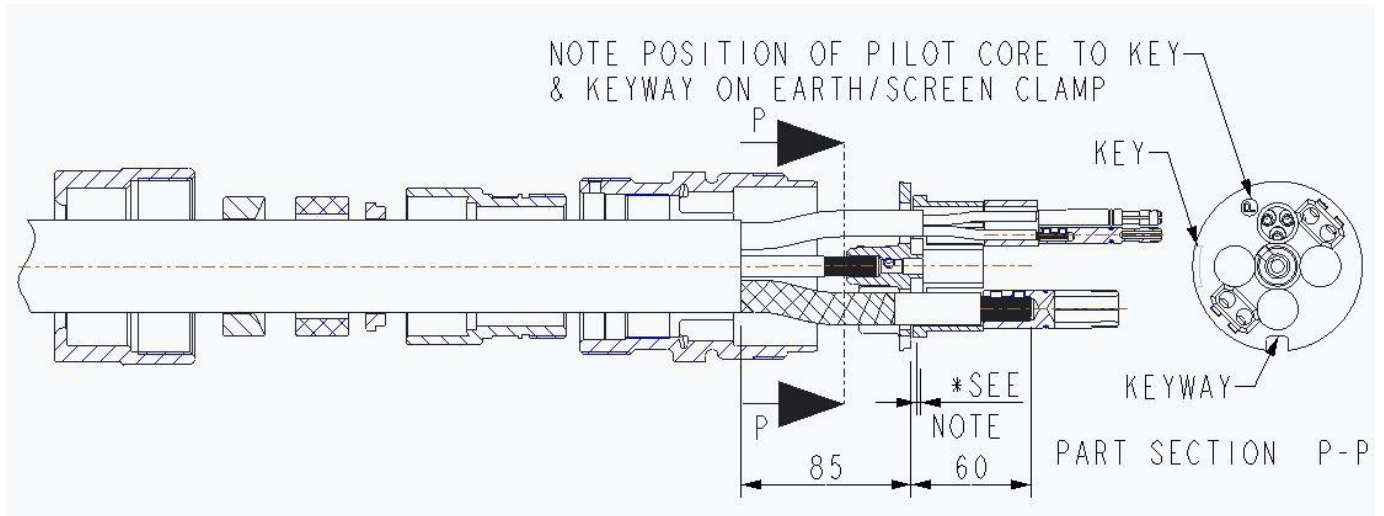 NOTE POSITION OF PILOT CORE TO KEY
& KEYWAY ON EARTH/SCREEN CLAMP
P
KEY
P
KEYWAY
*SEE
NOTE
P
85
60
PART SECTION P-P